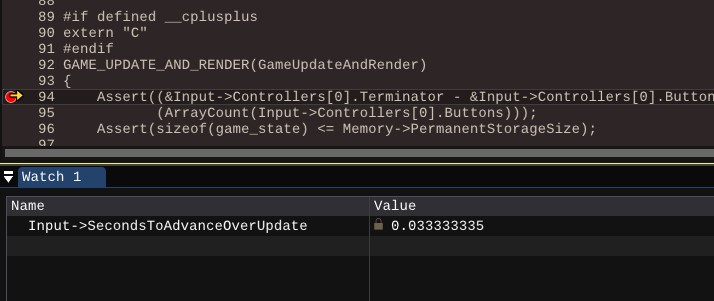 89 #if defined __cplusplus
90 extern "C"
91 #endif
92 GAME_UPDATE_AND_RENDER(GameUpdateAndRender)
93 {
94 Assert((&Input->Controllers[0].Terminator - &Input->Controllers[0].Button
95 (ArrayCount(Input->Controllers[0].Buttons)));
96 Assert(sizeof(game_state) <= Memory->PermanentStorageSize);
97
Watch 1
Name Value
Input->SecondsToAdvanceOverUpdate 0.033333335